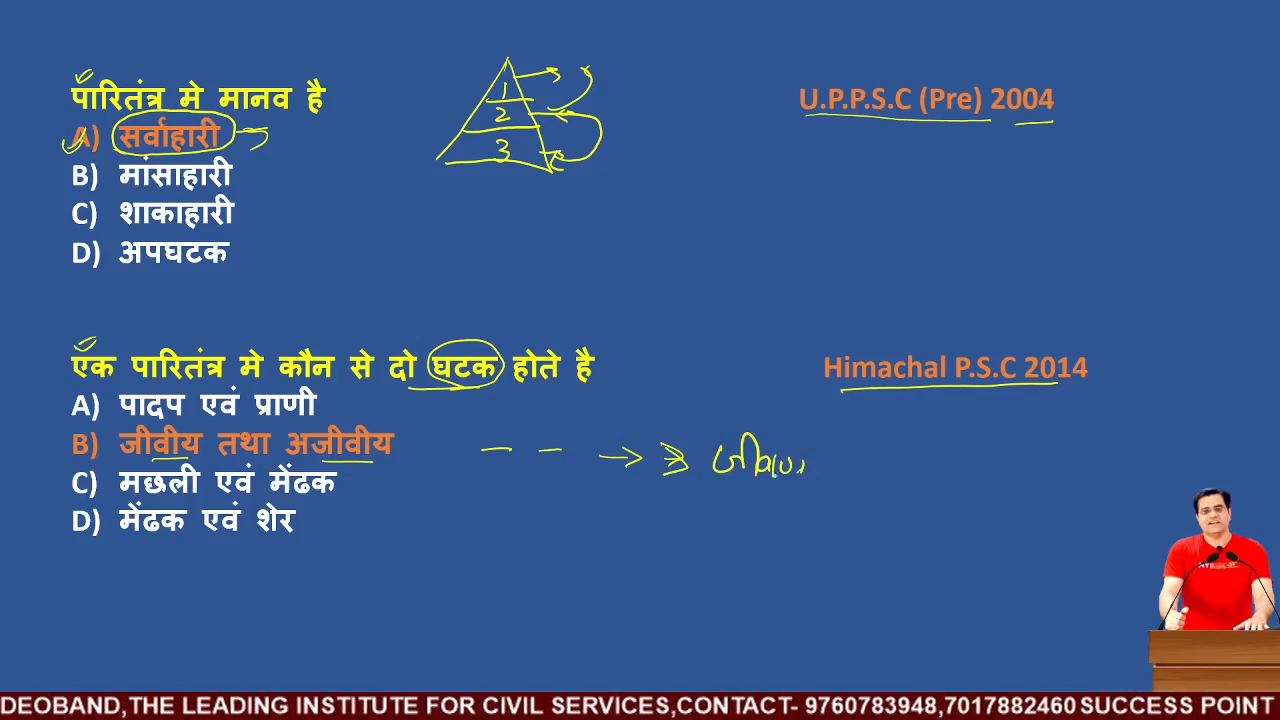 पारितंत्र मे मानव है
U.P.P.S.C (Pre) 2004
A) सर्वाहारी
B) मांसाहारी
C) शाकाहारी
D) अपघटक
1
2
3
एक पारितंत्र मे कौन से दो घटक होते है
Himachal P.S.C 2014
A) पादप एवं प्राणी
B) जीवीय तथा अजीवीय
C) मछली एवं मेंढक
D) मेंढक एवं शेर
DEOBAND,THE LEADING INSTITUTE FOR CIVIL SERVICES,CONTACT- 9760783948,7017882460 SUCCESS POINT